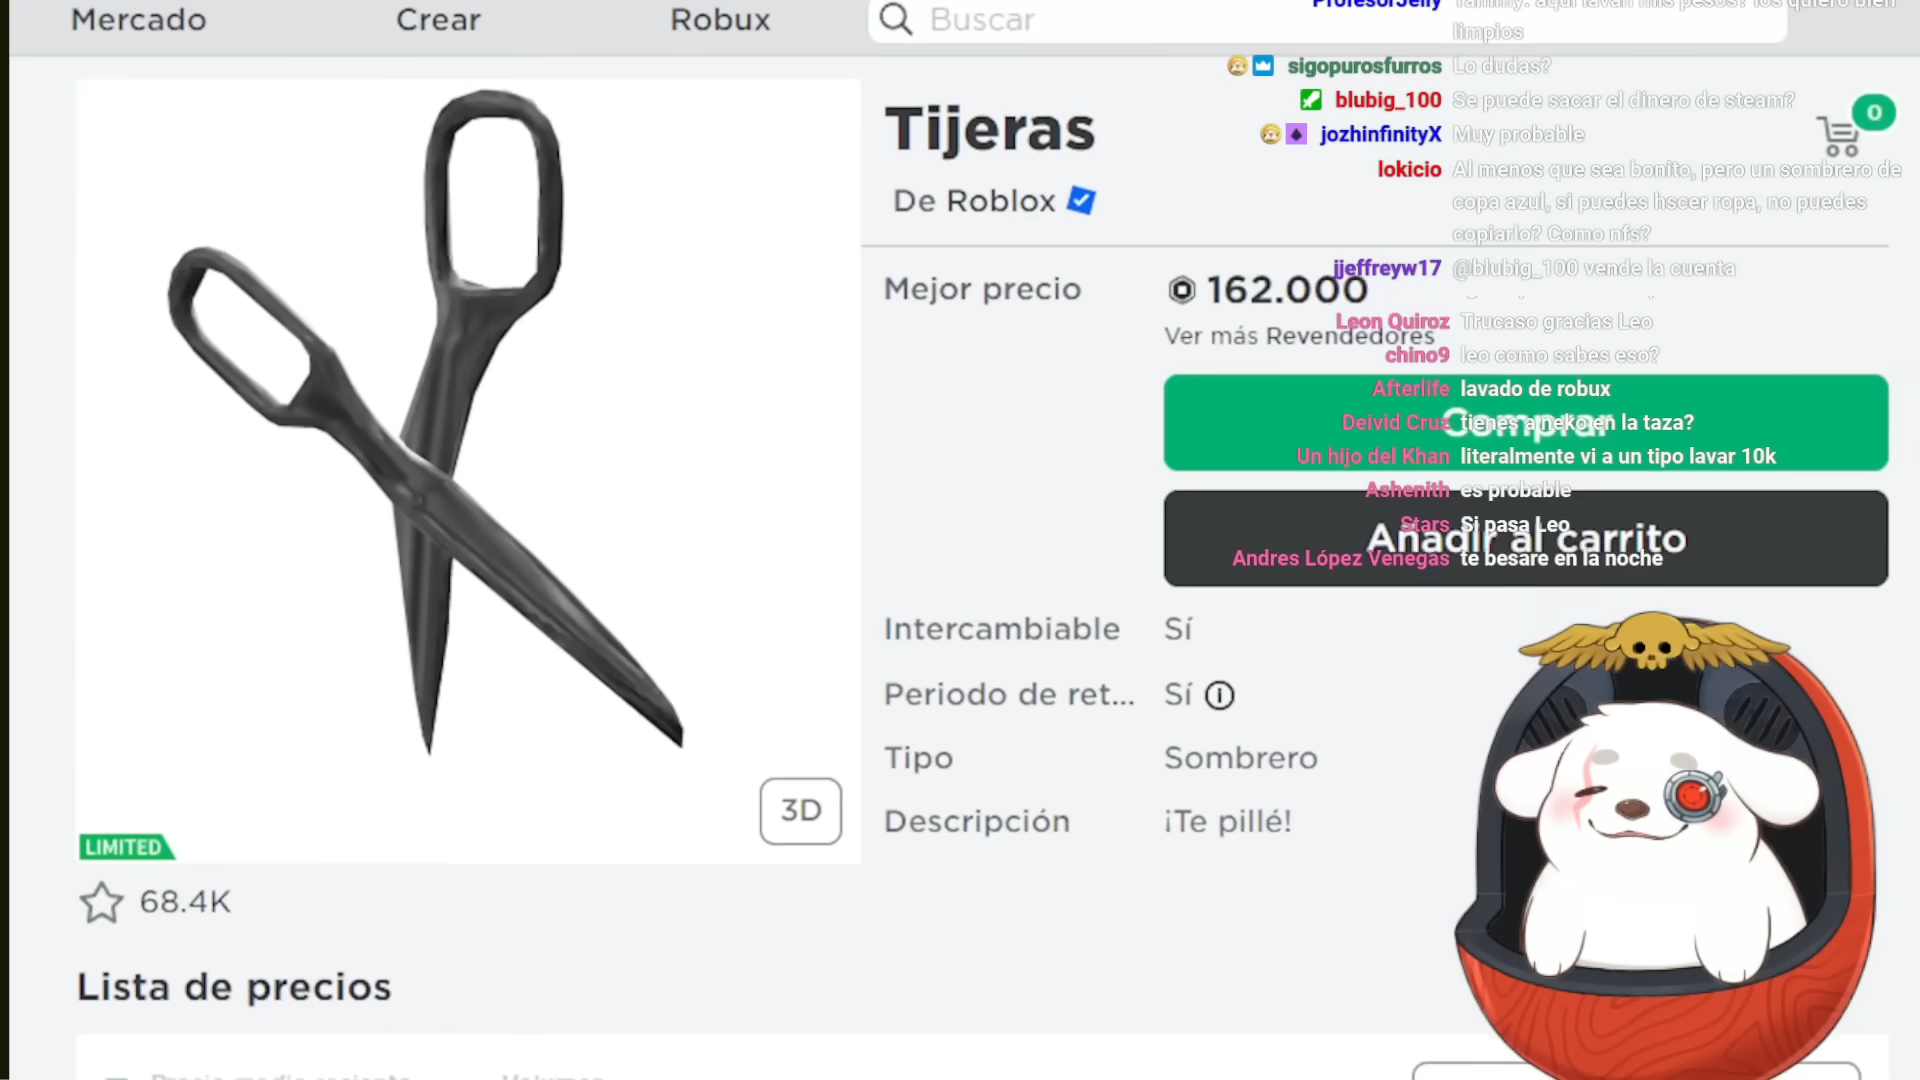 Mercado
Crear
Robux
Buscar
Tijeras
De Roblox
0
Mejor precio
162.000
Ver más Revendedores
Comprar
Añadir al carrito
Intercambiable
Sí
Periodo de ret...
Sí
Tipo
Sombrero
Descripción
¡Te pillé!
3D
LIMITED
68.4K
Lista de precios
ProfesorJelly
limpios
sigopurosfurros Lo dudas?
blubig_100 Se puede sacar el dinero de steam?
jozhinfinityX Muy probable
lokicio Al menos que sea bonito, pero un sombrero de
copa azul, si puedes hscer ropa, no puedes
copiarlo? Como nfs?
jjeffreyw17 @blubig_100 vende la cuenta
Leon Quiroz Trucaso gracias Leo
chino9 leo como sabes eso?
Afterlife lavado de robux
Deivid Cruz tienes a neko en la taza?
Un hijo del Khan literalmente vi a un tipo lavar 10k
Ashenith es probable
Stars Si pasa Leo
Andres López Venegas te besare en la noche